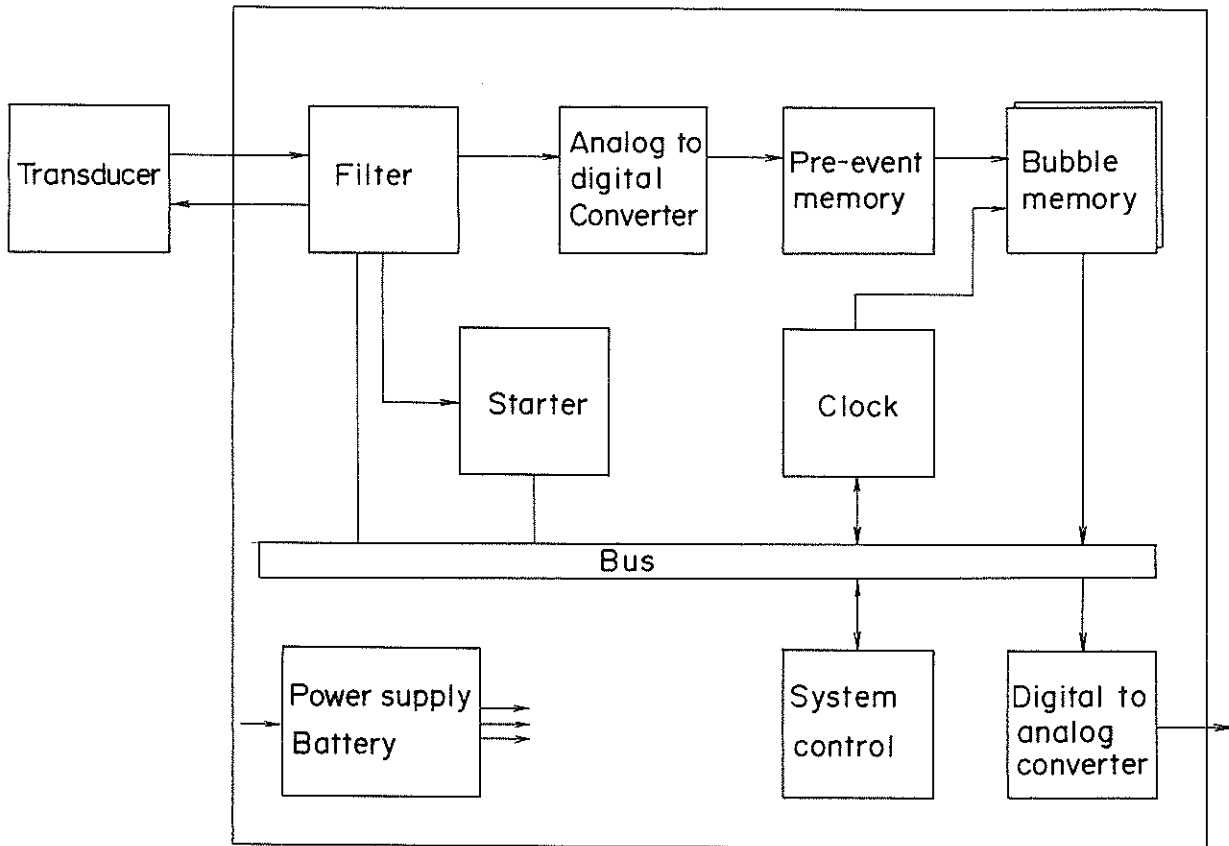 Transducer
Filter
Analog to
digital
Converter
Pre-event
memory
Bubble
memory
Starter
Clock
Bus
Power supply
Battery
System
control
Digital to
analog
converter